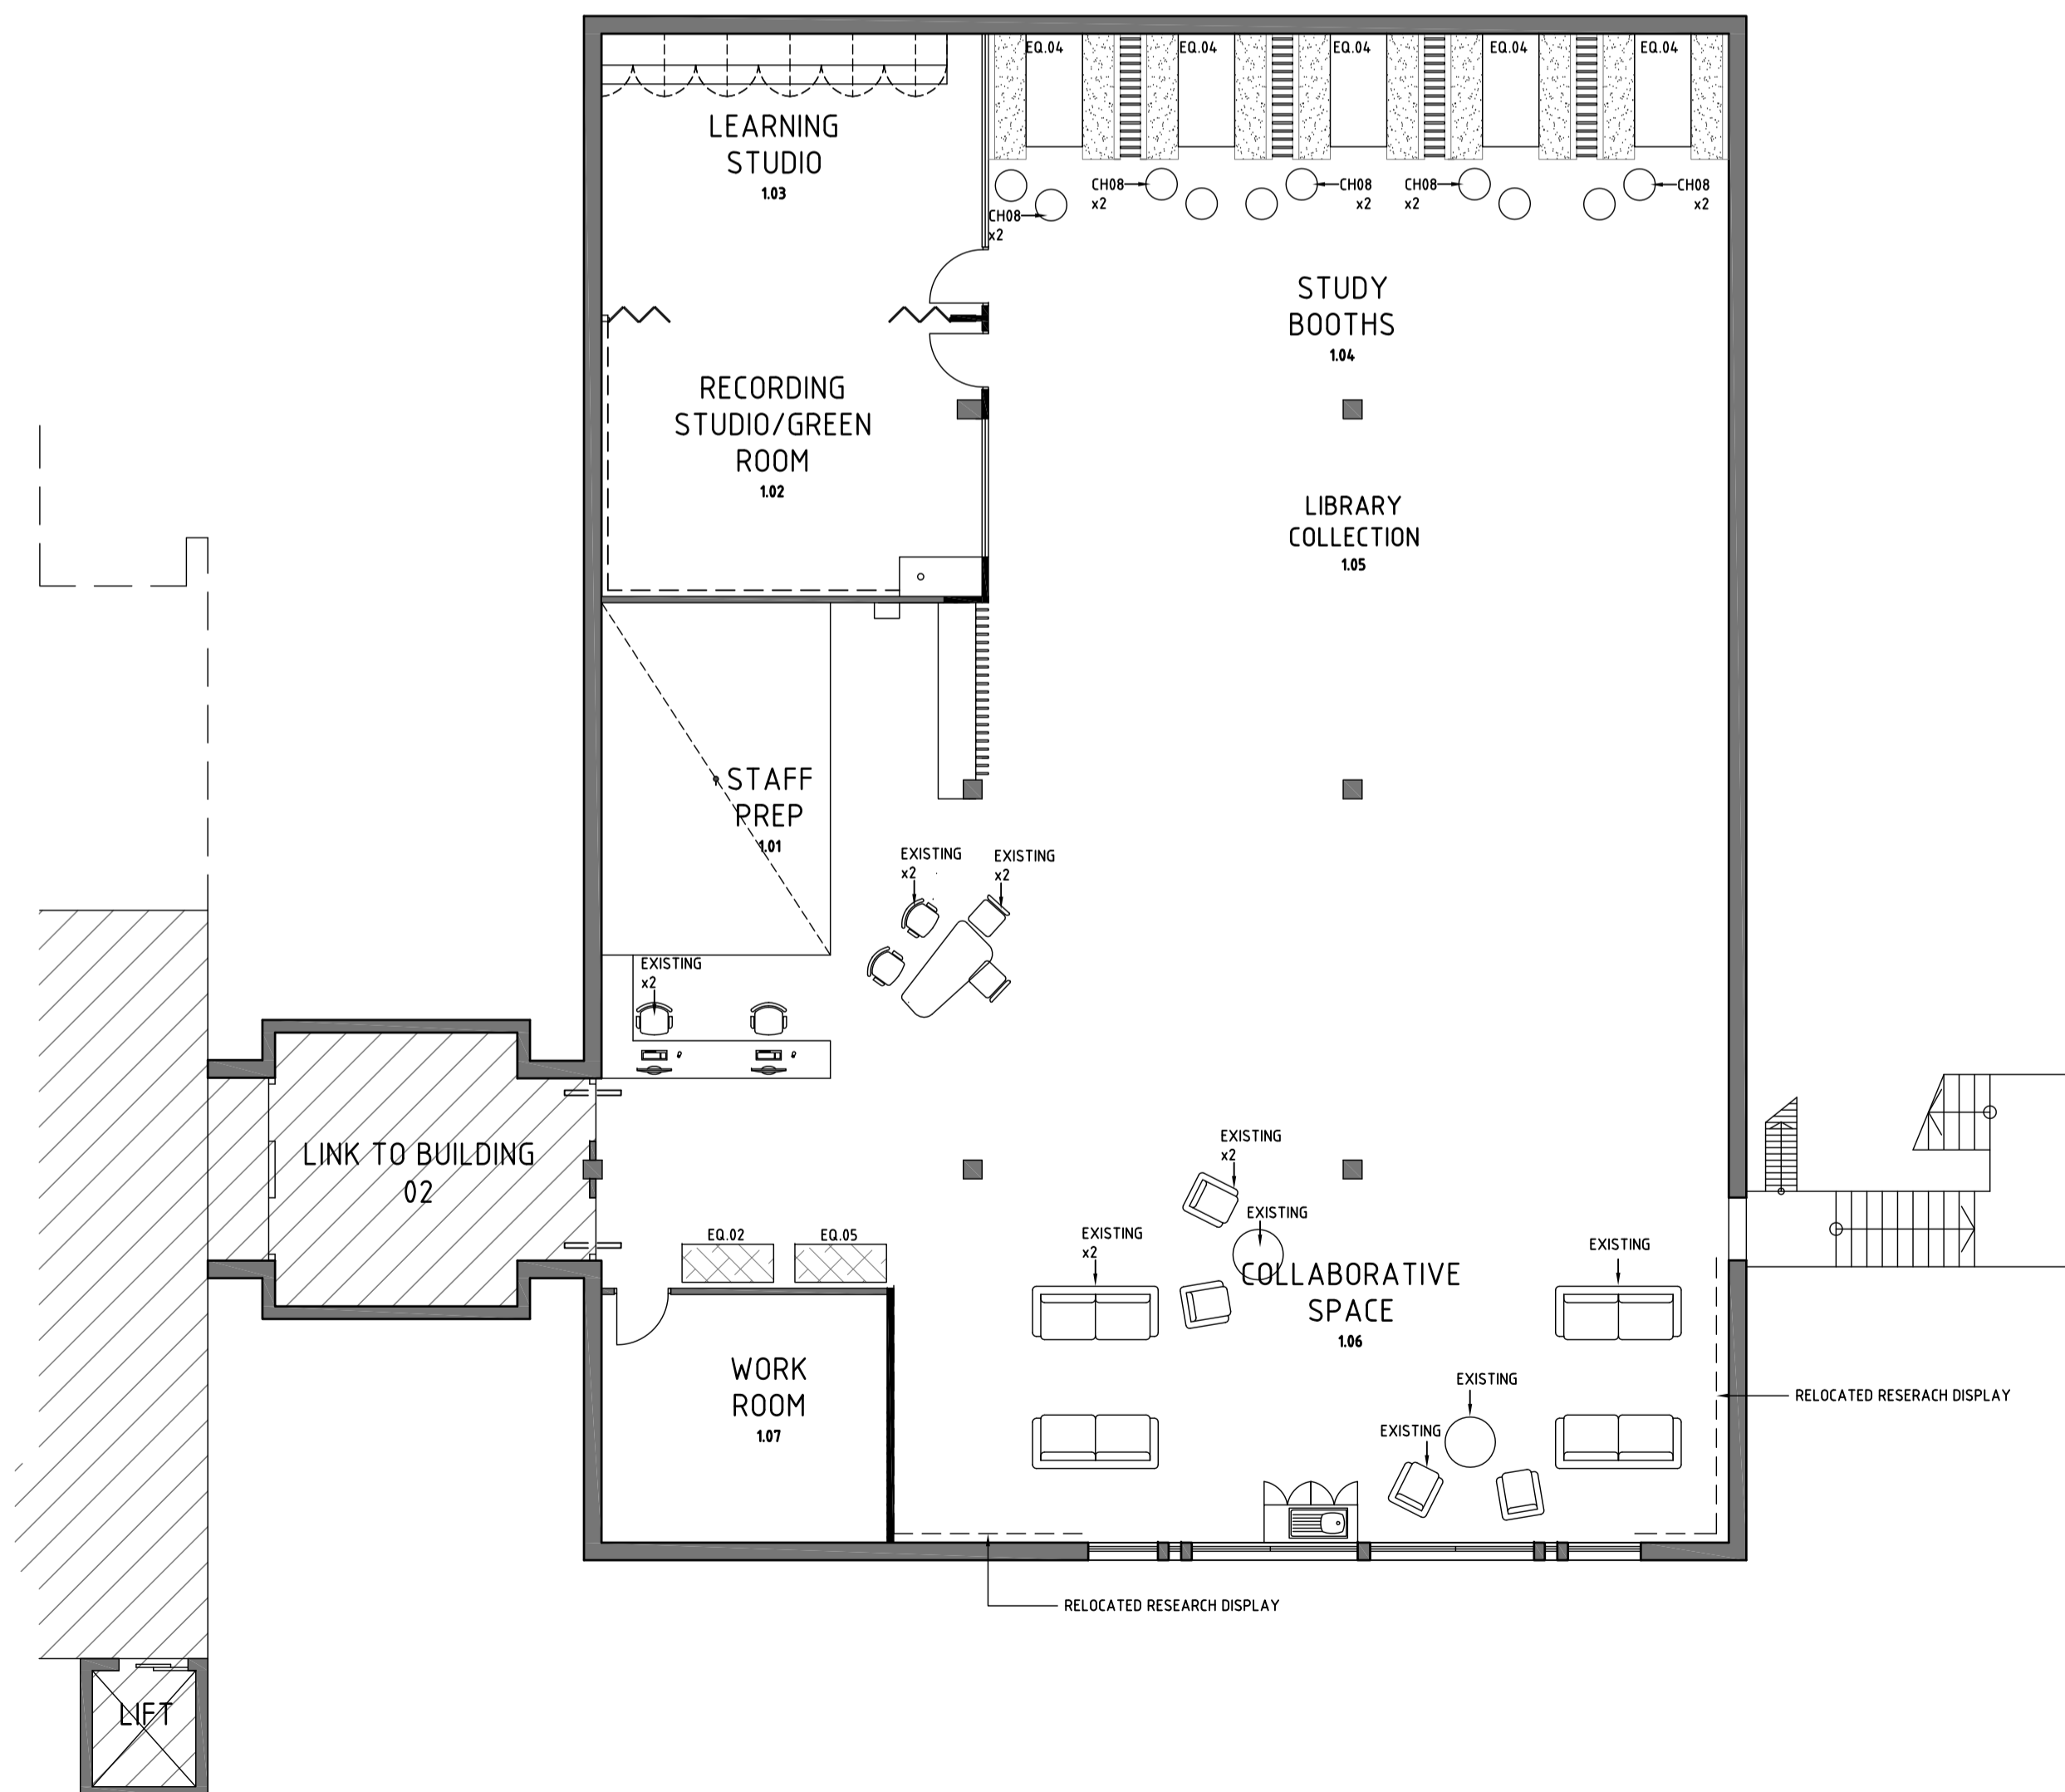 EQ.04
EQ.04
EQ.04
EQ.04
EQ.04
LEARNING
STUDIO
1.03
CH08
x2
CH08
x2
CH08
x2
CH08
x2
CH08
x2
STUDY
BOOTHS
1.04
RECORDING
STUDIO/GREEN
ROOM
1.02
LIBRARY
COLLECTION
1.05
STAFF
PREP
1.01
EXISTING
x2
EXISTING
x2
EXISTING
x2
LINK TO BUILDING
02
EXISTING
x2
EXISTING
EQ.02
EQ.05
EXISTING
x2
EXISTING
COLLABORATIVE
SPACE
1.06
WORK
ROOM
1.07
EXISTING
EXISTING
RELOCATED RESERACH DISPLAY
RELOCATED RESEARCH DISPLAY
LIFT